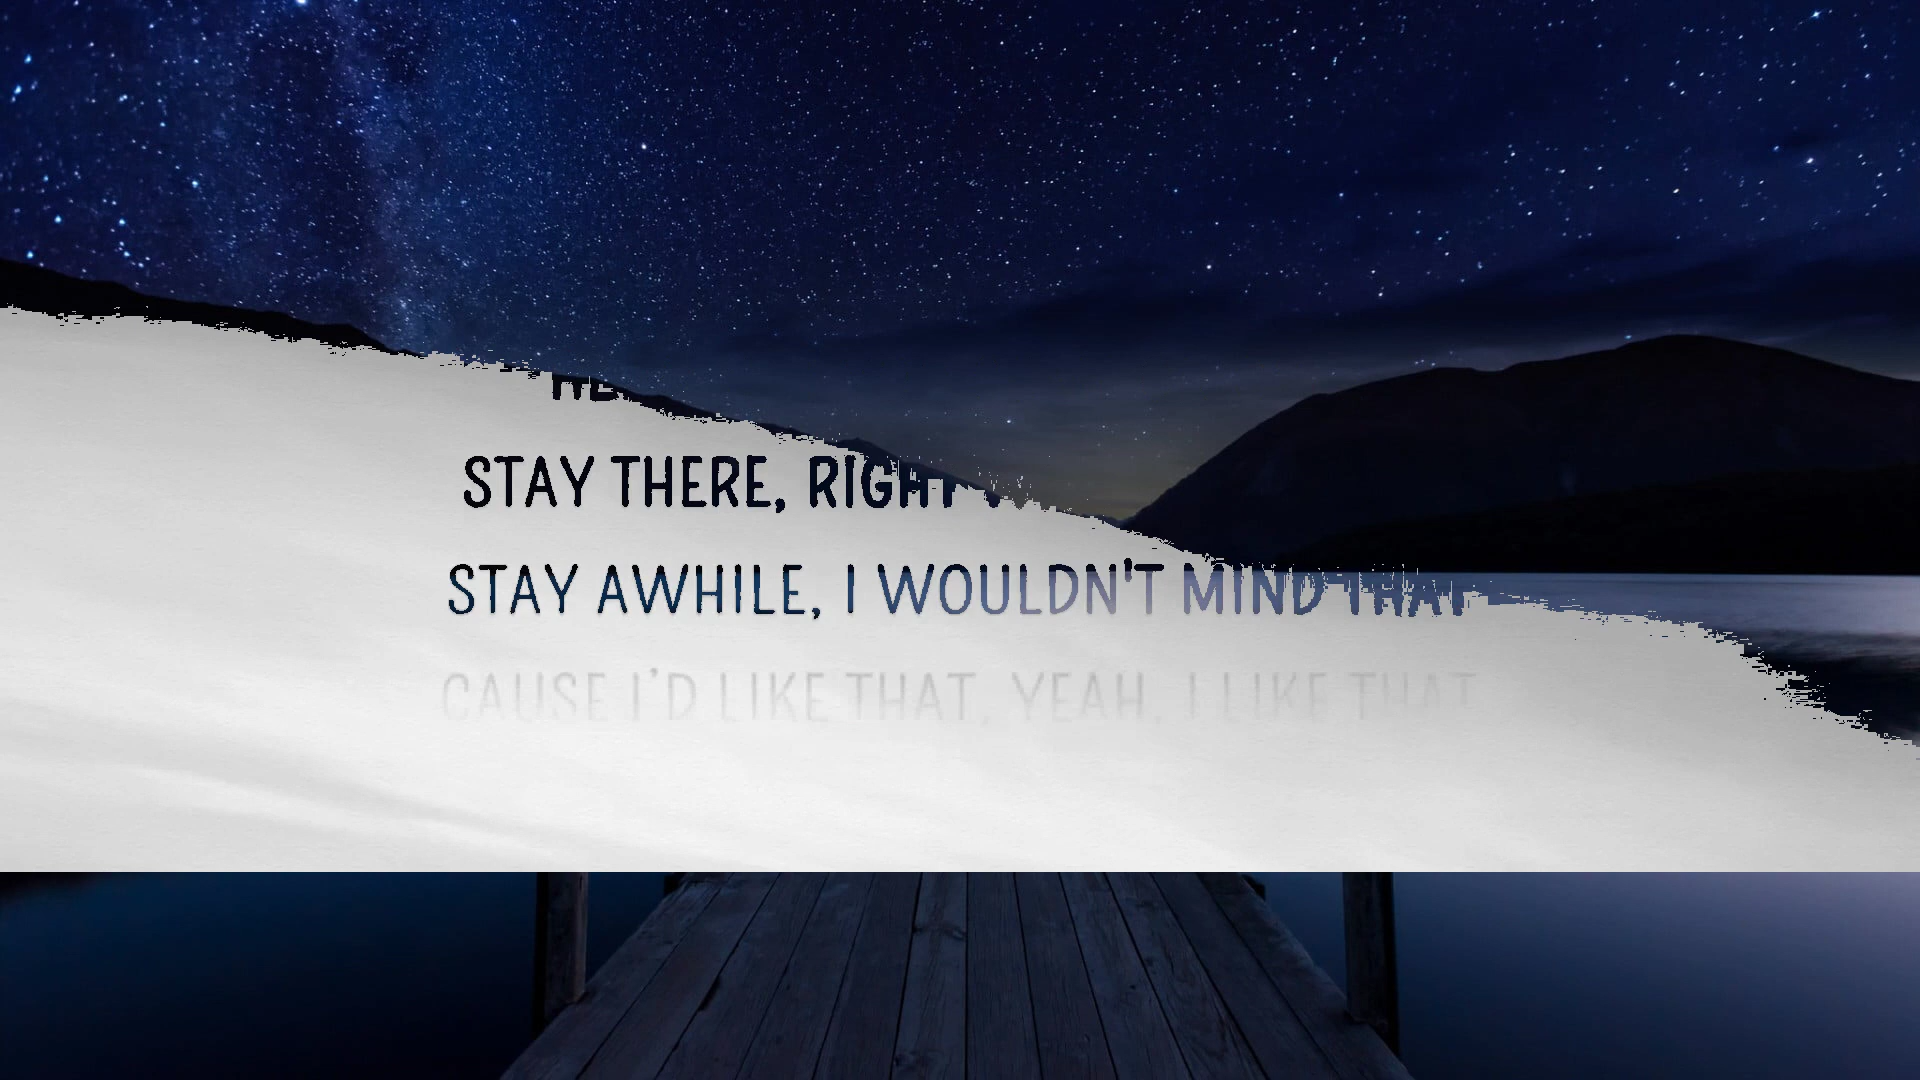 STAY THERE, RIGHT
STAY AWHILE, I WOULDN'T MIND THAT
CAUSE I'D LIKE THAT, YEAH, I LIKE THAT